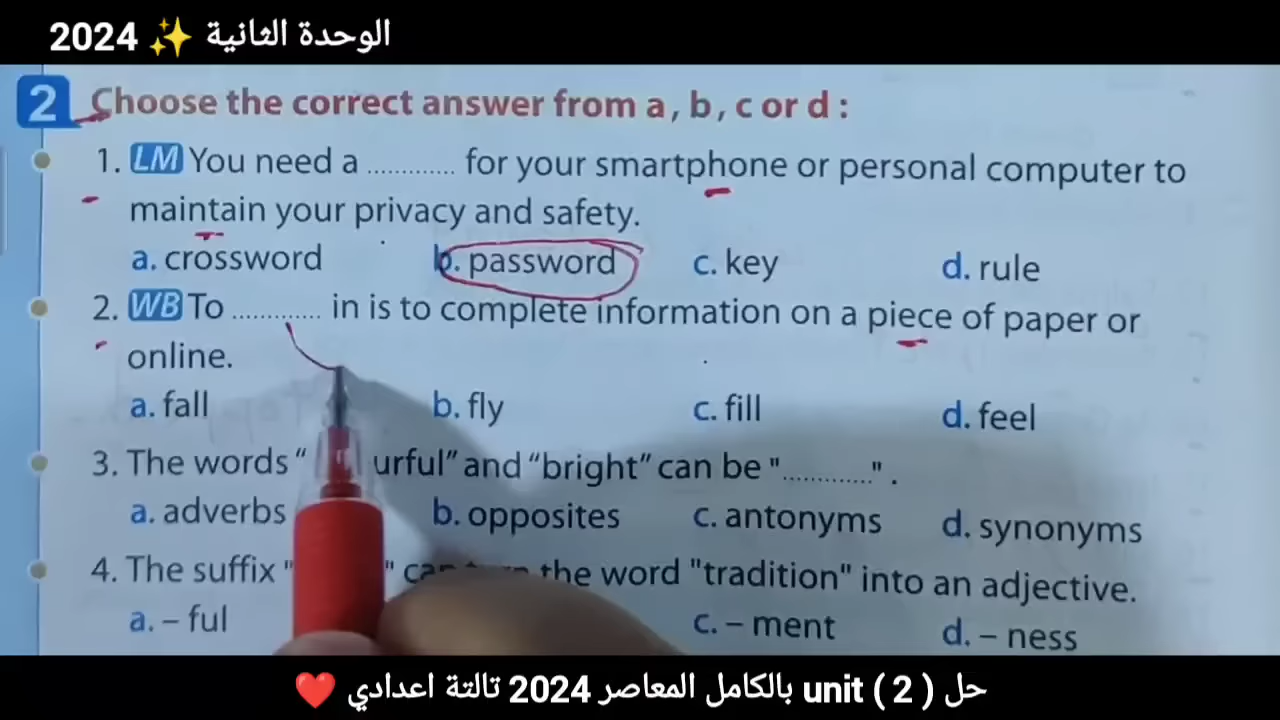 الوحدة الثانية ✨ 2024
2 Choose the correct answer from a, b, c or d :
1. LM You need a ............. for your smartphone or personal computer to
maintain your privacy and safety.
a. crossword b. password c. key d. rule
2. WB To ............. in is to complete information on a piece of paper or
online.
a. fall b. fly c. fill d. feel
3. The words " urful" and "bright" can be ".............".
a. adverbs b. opposites c. antonyms d. synonyms
4. The suffix " " the word "tradition" into an adjective.
a. – ful c. – ment d. – ness
حل unit ( 2 ) بالكامل المعاصر 2024 تالتة اعدادي ❤️